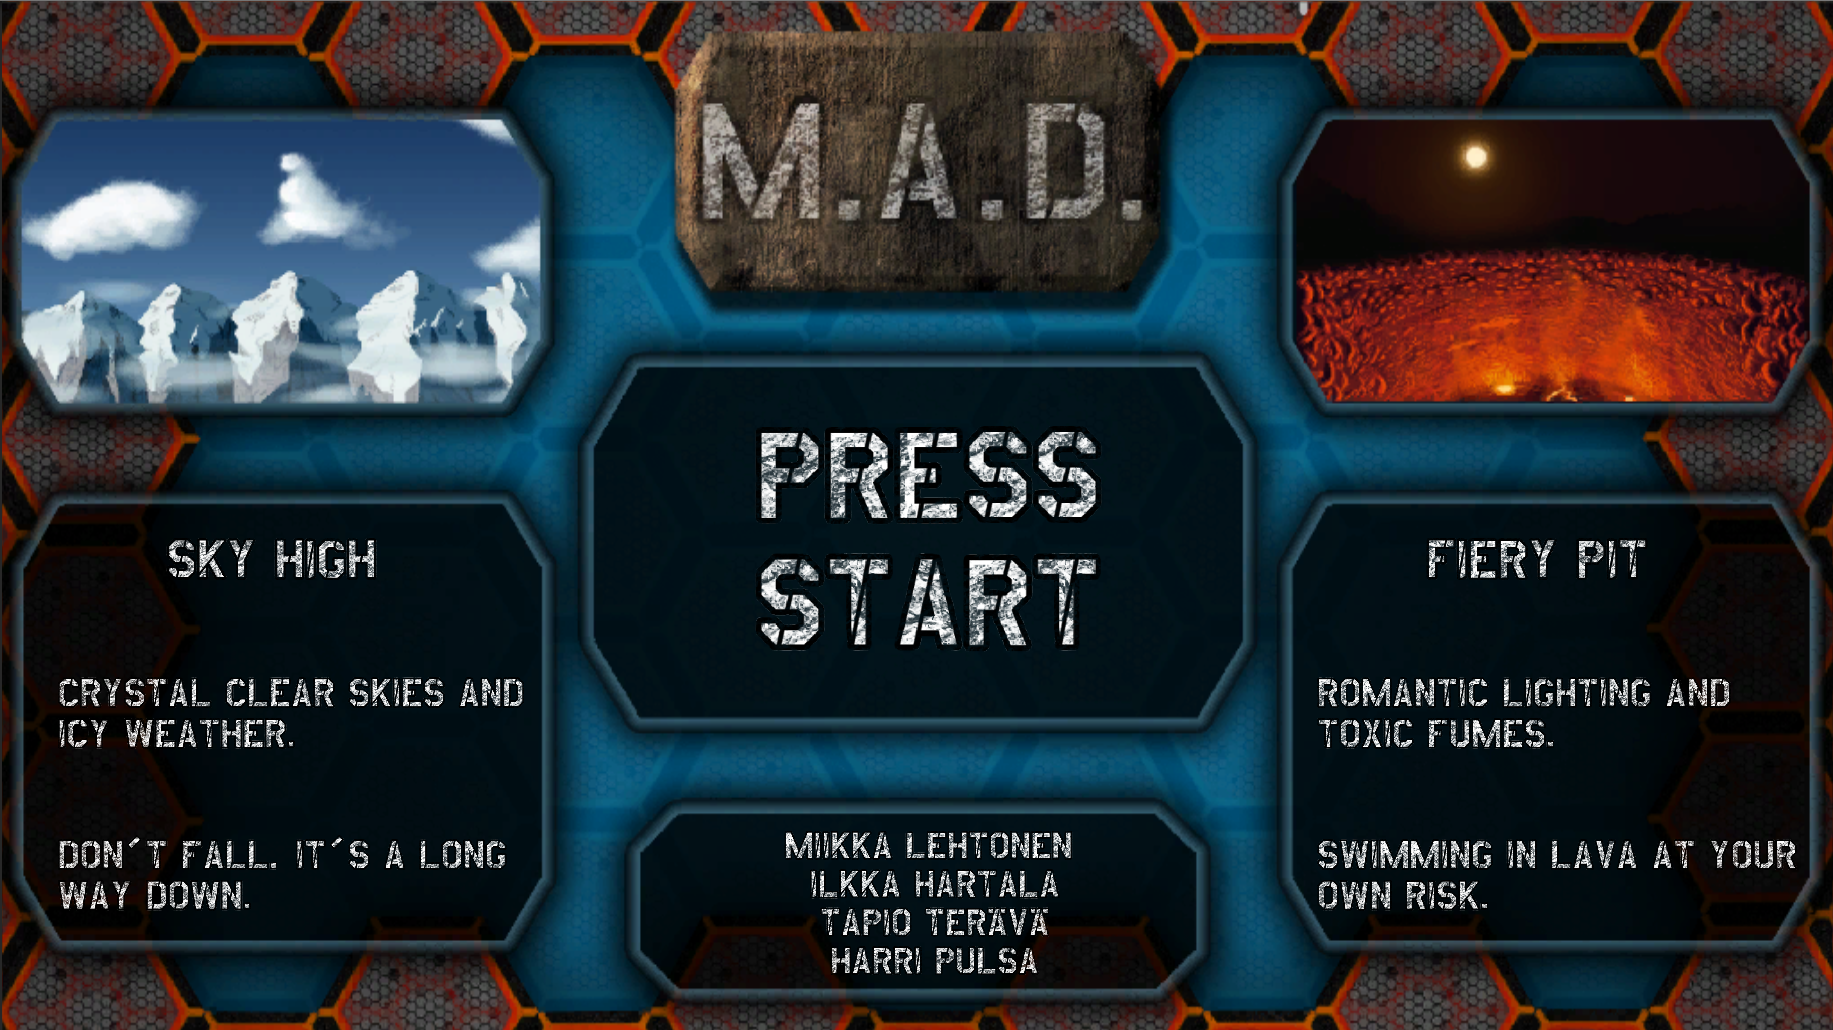 M.A.D.
PRESS
START
SKY HIGH
CRYSTAL CLEAR SKIES AND
ICY WEATHER.
DON´T FALL. IT´S A LONG
WAY DOWN.
FIERY PIT
ROMANTIC LIGHTING AND
TOXIC FUMES.
SWIMMING IN LAVA AT YOUR
OWN RISK.
MIIKKA LEHTONEN
ILKKA HARTALA
TAPIO TERÄVÄ
HARRI PULSA